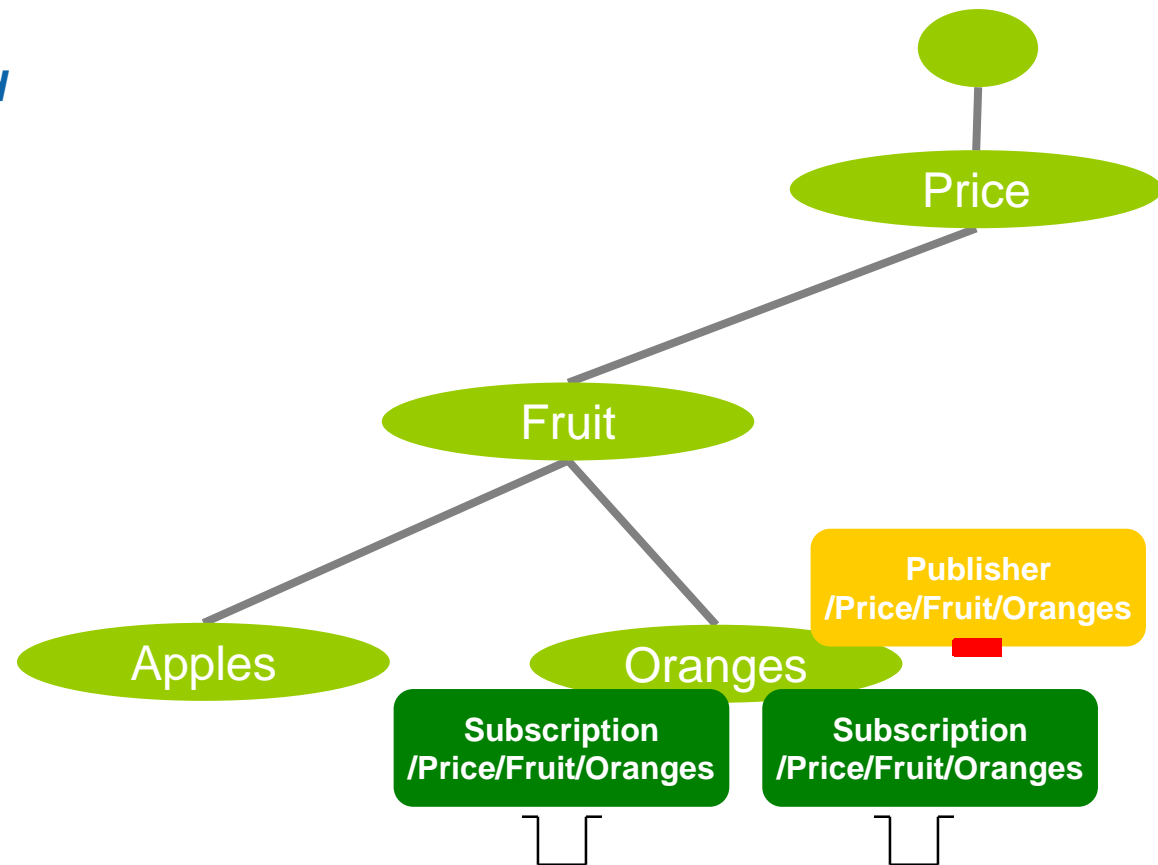 Price
Fruit
Publisher
/Price/Fruit/Oranges
Apples
Oranges
Subscription
/Price/Fruit/Oranges
Subscription
/Price/Fruit/Oranges